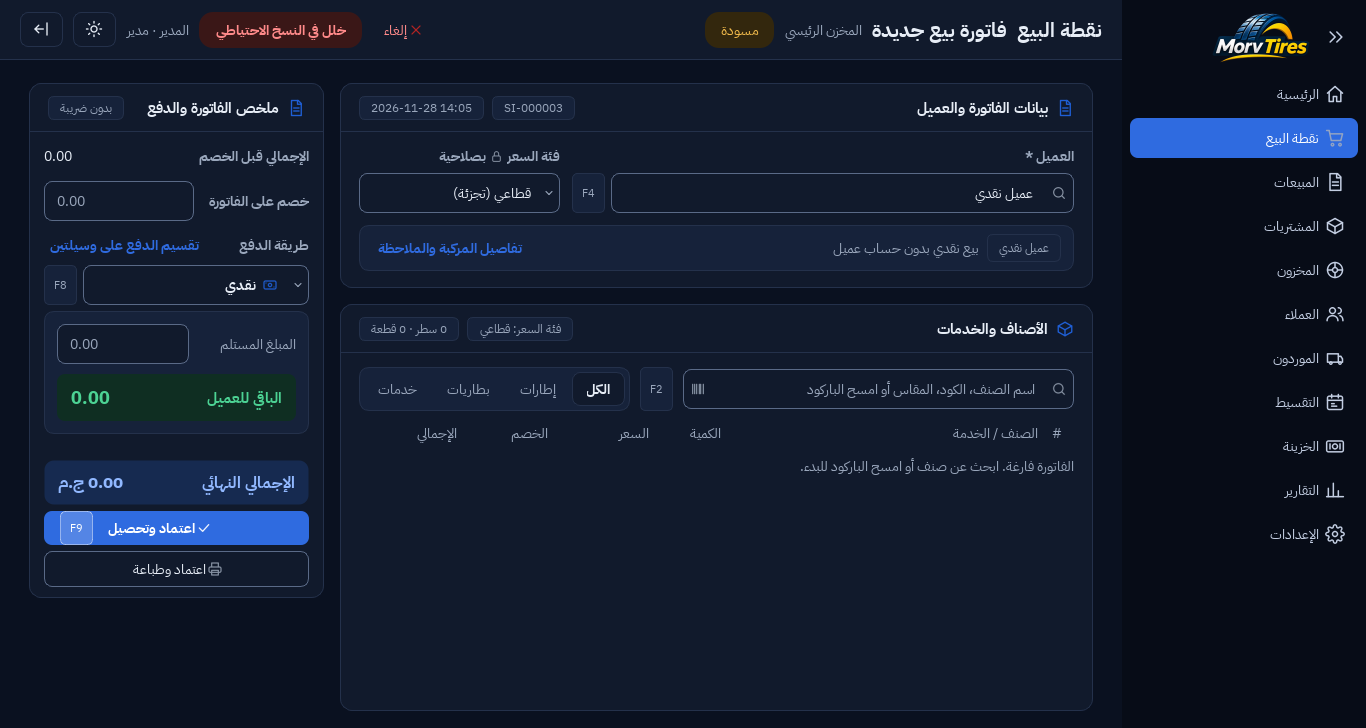 MorvTires
الرئيسية
نقطة البيع
المبيعات
المشتريات
المخزون
العملاء
الموردون
التقسيط
الخزينة
التقارير
الإعدادات
نقطة البيع فاتورة بيع جديدة المخزن الرئيسي مسودة إلغاء خلل في النسخ الاحتياطي المدير · مدير
بيانات الفاتورة والعميل SI-000003 2026-11-28 14:05
العميل * فئة السعر بصلاحية
عميل نقدي F4 قطاعي (تجزئة)
عميل نقدي بيع نقدي بدون حساب عميل تفاصيل المركبة والملاحظة
الأصناف والخدمات فئة السعر: قطاعي 0 سطر · 0 قطعة
اسم الصنف، الكود، المقاس أو امسح الباركود F2 الكل إطارات بطاريات خدمات
# الصنف / الخدمة الكمية السعر الخصم الإجمالي
الفاتورة فارغة. ابحث عن صنف أو امسح الباركود للبدء.
ملخص الفاتورة والدفع بدون ضريبة
الإجمالي قبل الخصم 0.00
خصم على الفاتورة 0.00
طريقة الدفع تقسيم الدفع على وسيلتين
نقدي F8
المبلغ المستلم 0.00
الباقي للعميل 0.00
الإجمالي النهائي 0.00 ج.م
اعتماد وتحصيل F9
اعتماد وطباعة